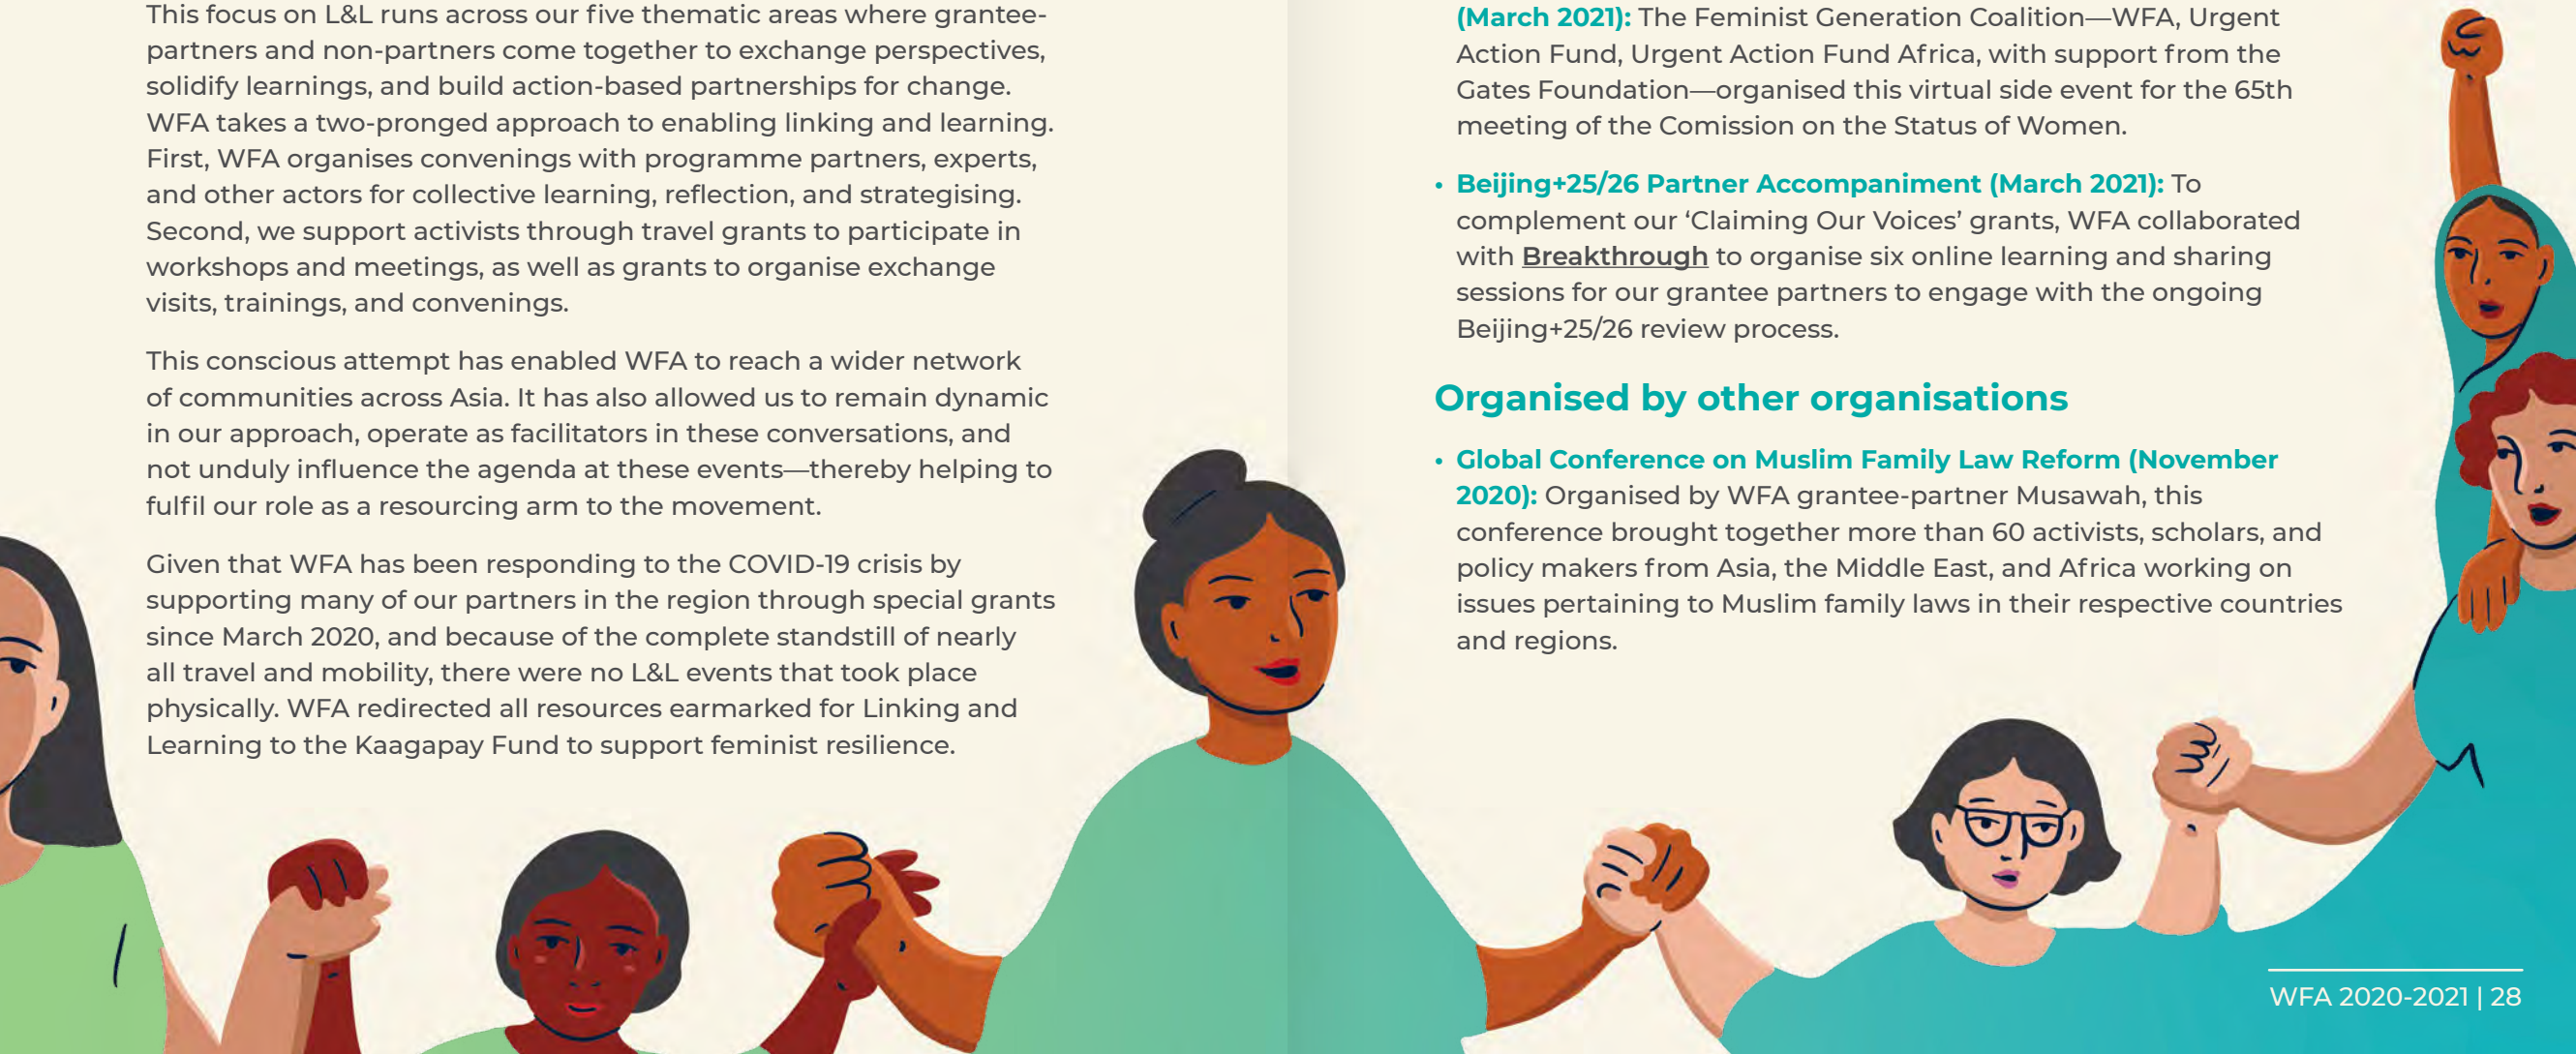 This focus on L&L runs across our five thematic areas where grantee-
partners and non-partners come together to exchange perspectives,
solidify learnings, and build action-based partnerships for change.
WFA takes a two-pronged approach to enabling linking and learning.
First, WFA organises convenings with programme partners, experts,
and other actors for collective learning, reflection, and strategising.
Second, we support activists through travel grants to participate in
workshops and meetings, as well as grants to organise exchange
visits, trainings, and convenings.
This conscious attempt has enabled WFA to reach a wider network
of communities across Asia. It has also allowed us to remain dynamic
in our approach, operate as facilitators in these conversations, and
not unduly influence the agenda at these events—thereby helping to
fulfil our role as a resourcing arm to the movement.
Given that WFA has been responding to the COVID-19 crisis by
supporting many of our partners in the region through special grants
since March 2020, and because of the complete standstill of nearly
all travel and mobility, there were no L&L events that took place
physically. WFA redirected all resources earmarked for Linking and
Learning to the Kaagapay Fund to support feminist resilience.
(March 2021): The Feminist Generation Coalition—WFA, Urgent
Action Fund, Urgent Action Fund Africa, with support from the
Gates Foundation—organised this virtual side event for the 65th
meeting of the Comission on the Status of Women.
• Beijing+25/26 Partner Accompaniment (March 2021): To
complement our ‘Claiming Our Voices’ grants, WFA collaborated
with Breakthrough to organise six online learning and sharing
sessions for our grantee partners to engage with the ongoing
Beijing+25/26 review process.
Organised by other organisations
• Global Conference on Muslim Family Law Reform (November
2020): Organised by WFA grantee-partner Musawah, this
conference brought together more than 60 activists, scholars, and
policy makers from Asia, the Middle East, and Africa working on
issues pertaining to Muslim family laws in their respective countries
and regions.
WFA 2020-2021 | 28